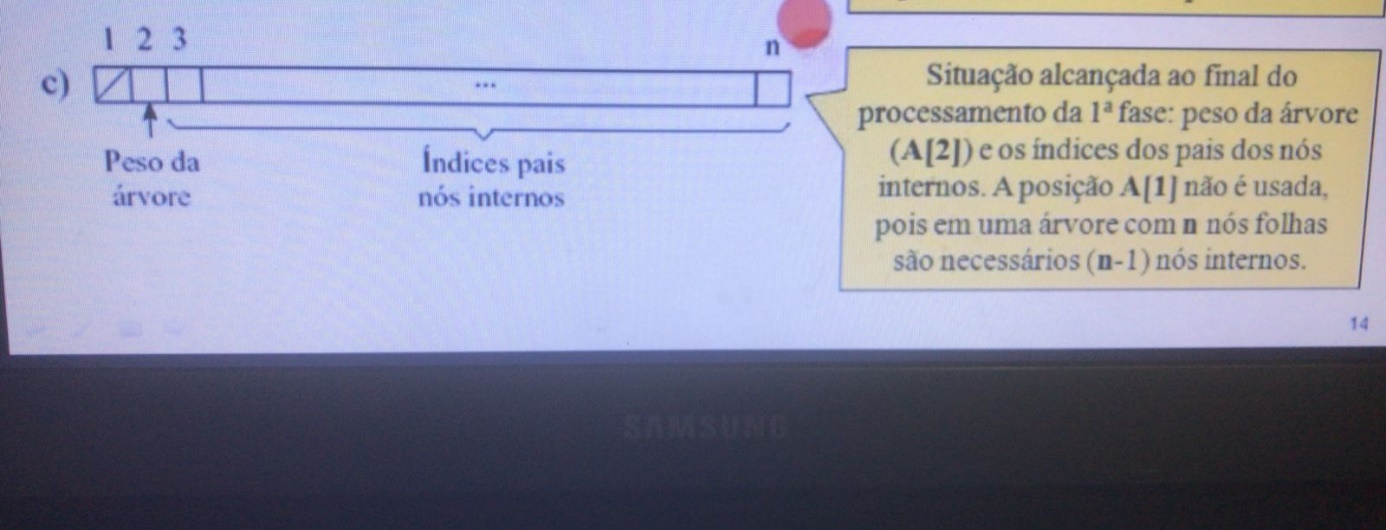 1 2 3
n
c)
...
Peso da
árvore
Índices pais
nós internos
Situação alcançada ao final do
processamento da 1ª fase: peso da árvore
(A[2]) e os índices dos pais dos nós
internos. A posição A[1] não é usada,
pois em uma árvore com n nós folhas
são necessários (n-1) nós internos.
14
SAMSUNG